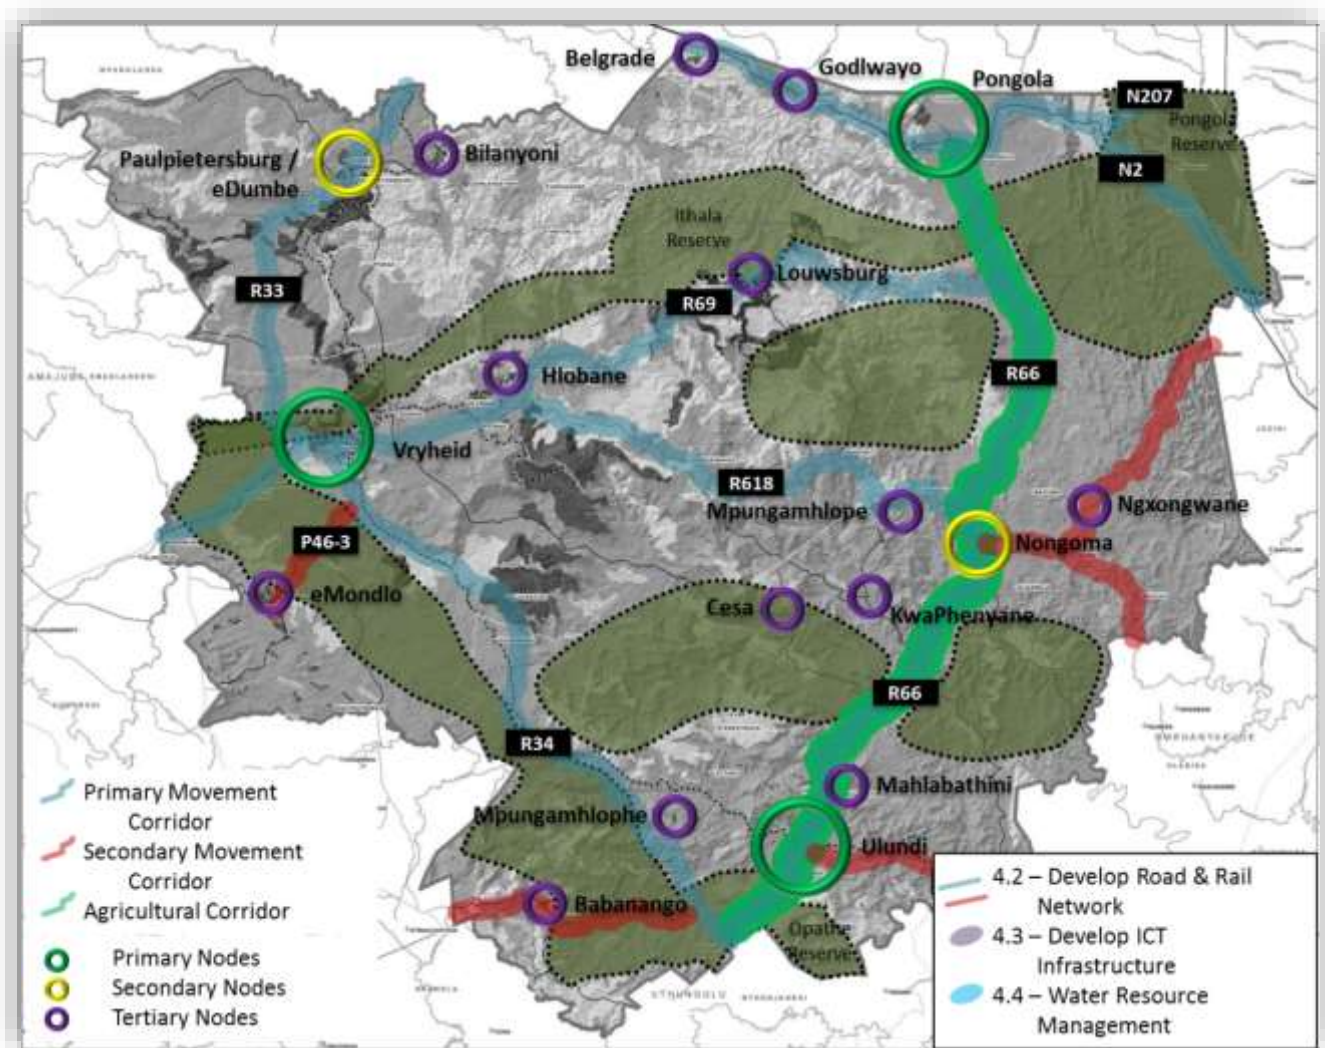 Belgrade
Godlwayo
Pongola
N207
Pongola
Reserve
N2
Paulpietersburg /
eDumbe
Bilanyoni
Ithala
Reserve
Louwsburg
R33
R69
Hlobane
R66
Vryheid
R618
Mpungamhlope
Ngxongwane
P46-3
Nongoma
eMondlo
Cesa
KwaPhenyane
R66
R34
Mahlabathini
Mpungamhlophe
Ulundi
Babanango
Opathe
Reserve
Primary Movement
Corridor
Secondary Movement
Corridor
Agricultural Corridor
Primary Nodes
Secondary Nodes
Tertiary Nodes
4.2 – Develop Road & Rail
Network
4.3 – Develop ICT
Infrastructure
4.4 – Water Resource
Management